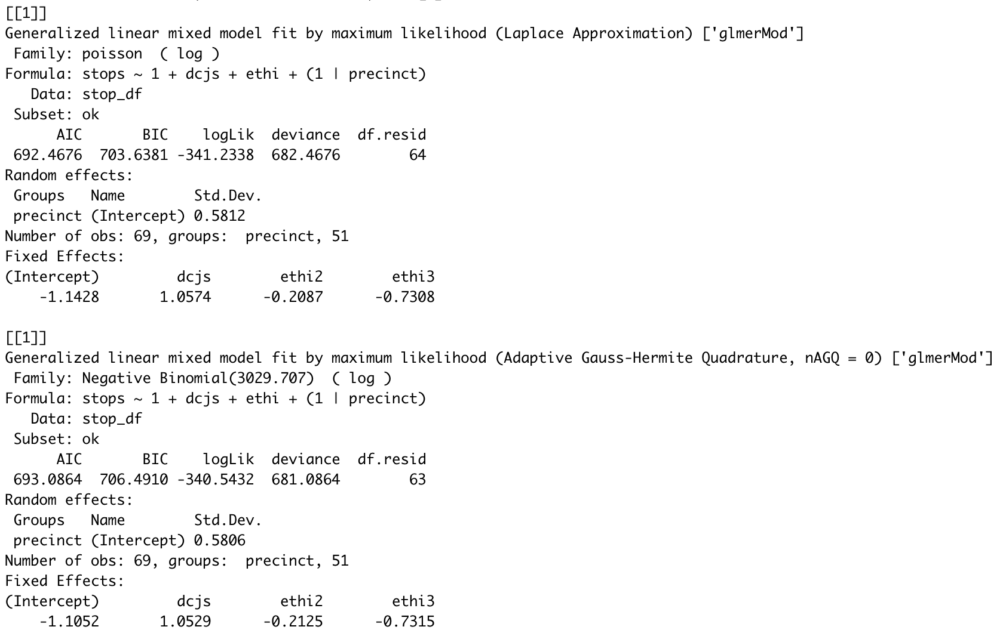 [[1]]
Generalized linear mixed model fit by maximum likelihood (Laplace Approximation) ['glmerMod']
 Family: poisson  ( log )
Formula: stops ~ 1 + dcjs + ethi + (1 | precinct)
   Data: stop_df
 Subset: ok
      AIC       BIC    logLik  deviance  df.resid
 692.4676  703.6381 -341.2338  682.4676        64
Random effects:
 Groups   Name        Std.Dev.
 precinct (Intercept) 0.5812
Number of obs: 69, groups:  precinct, 51
Fixed Effects:
(Intercept)         dcjs        ethi2        ethi3
    -1.1428       1.0574      -0.2087      -0.7308
[[1]]
Generalized linear mixed model fit by maximum likelihood (Adaptive Gauss-Hermite Quadrature, nAGQ = 0) ['glmerMod']
 Family: Negative Binomial(3029.707)  ( log )
Formula: stops ~ 1 + dcjs + ethi + (1 | precinct)
   Data: stop_df
 Subset: ok
      AIC       BIC    logLik  deviance  df.resid
 693.0864  706.4910 -340.5432  681.0864        63
Random effects:
 Groups   Name        Std.Dev.
 precinct (Intercept) 0.5806
Number of obs: 69, groups:  precinct, 51
Fixed Effects:
(Intercept)         dcjs        ethi2        ethi3
    -1.1052       1.0529      -0.2125      -0.7315